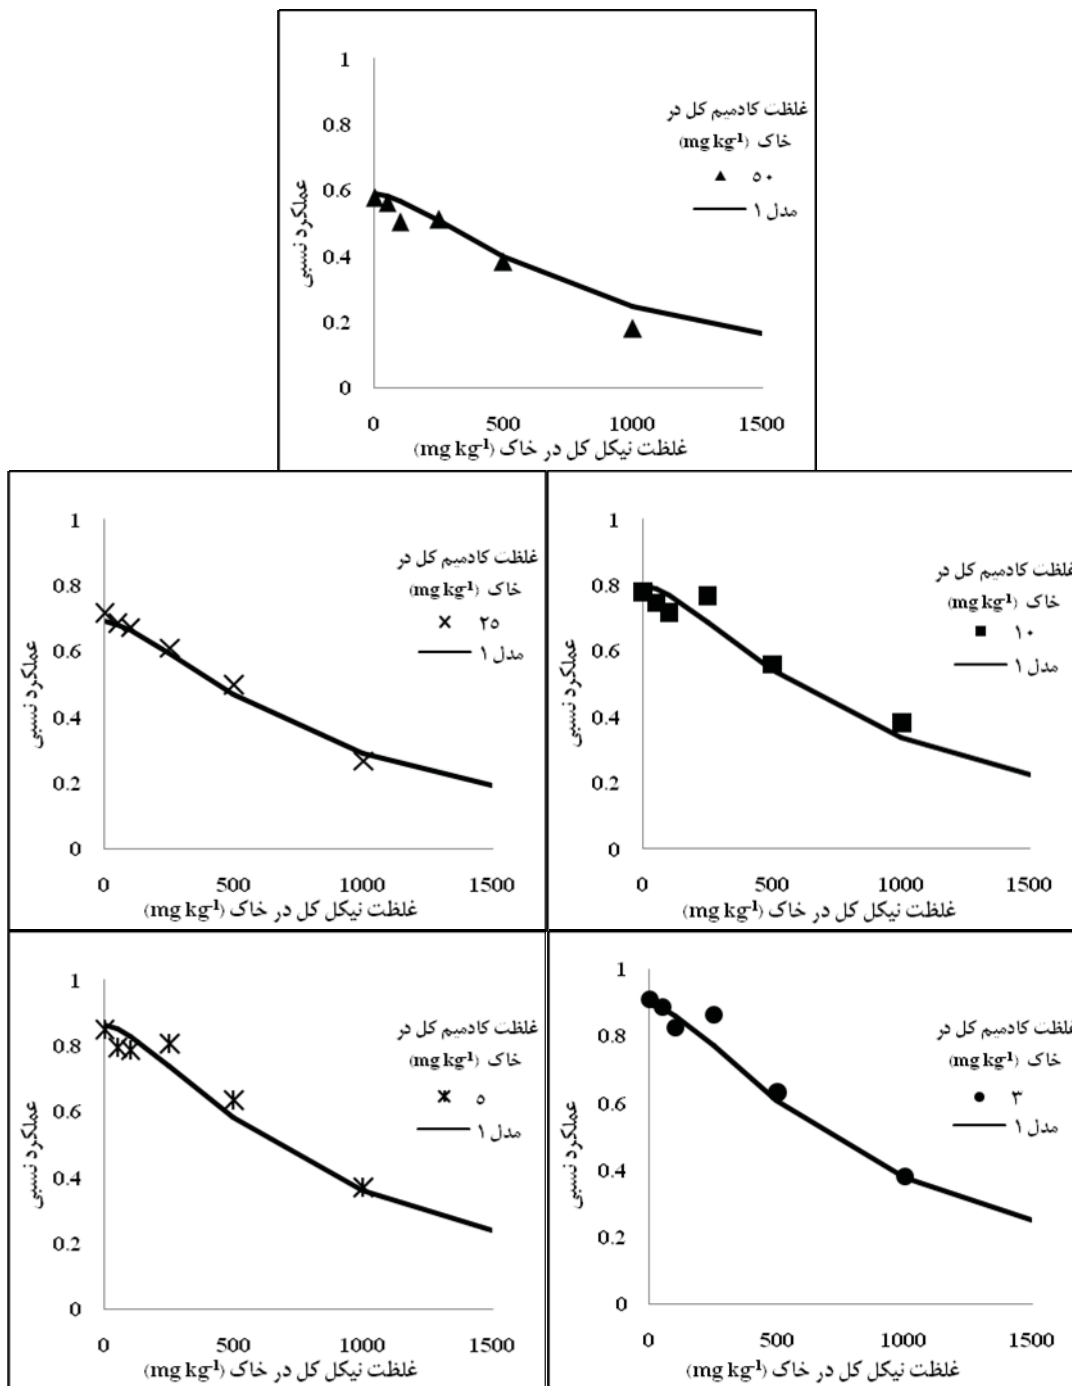 1
0.8
0.6
0.4
0.2
0
0 500 1000 1500
عملکرد نسبی
غلظت نیکل کل در خاک (mg kg-1)
غلظت کادمیم کل در
خاک (mg kg-1)
۵۰
مدل ۱
1
0.8
0.6
0.4
0.2
0
0 500 1000 1500
عملکرد نسبی
غلظت نیکل کل در خاک (mg kg-1)
غلظت کادمیم کل در
خاک (mg kg-1)
۱۰
مدل ۱
1
0.8
0.6
0.4
0.2
0
0 500 1000 1500
عملکرد نسبی
غلظت نیکل کل در خاک (mg kg-1)
غلظت کادمیم کل در
خاک (mg kg-1)
۲۵
مدل ۱
1
0.8
0.6
0.4
0.2
0
0 500 1000 1500
عملکرد نسبی
غلظت نیکل کل در خاک (mg kg-1)
غلظت کادمیم کل در
خاک (mg kg-1)
۳
مدل ۱
1
0.8
0.6
0.4
0.2
0
0 500 1000 1500
عملکرد نسبی
غلظت نیکل کل در خاک (mg kg-1)
غلظت کادمیم کل در
خاک (mg kg-1)
۵
مدل ۱